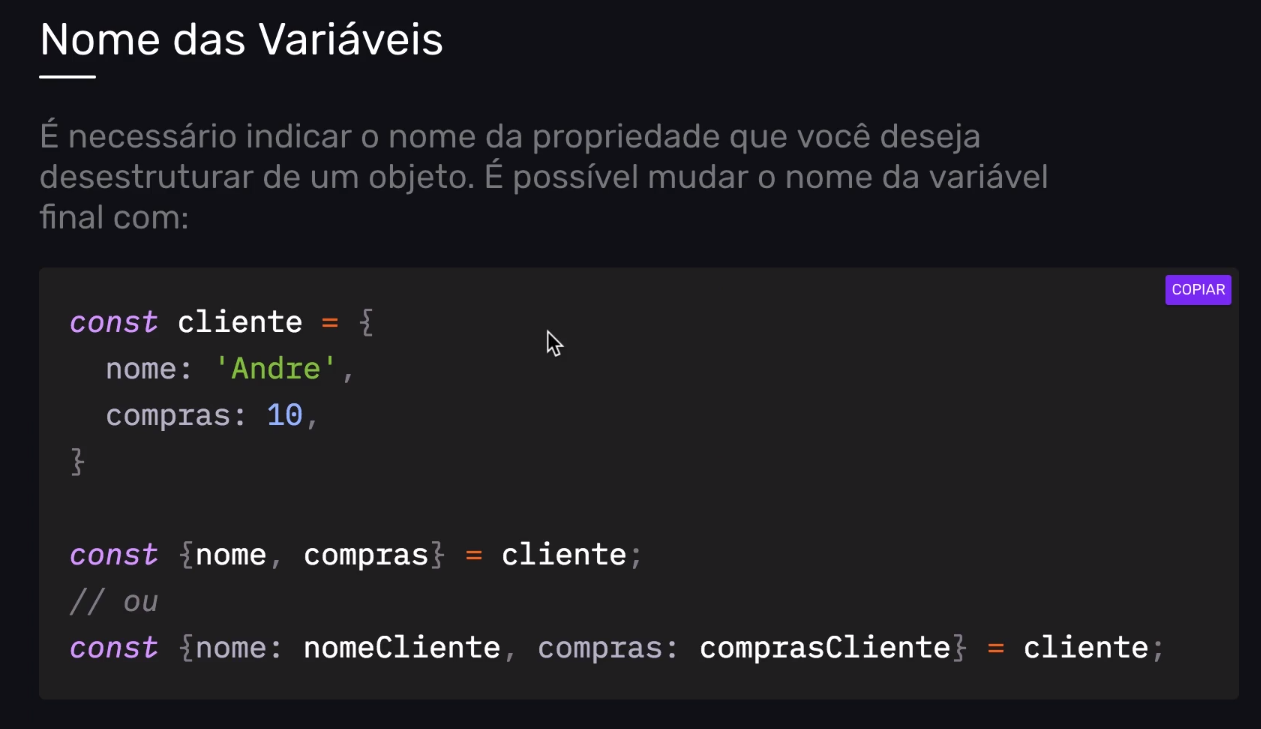 Nome das Variáveis
É necessário indicar o nome da propriedade que você deseja
desestruturar de um objeto. É possível mudar o nome da variável
final com:
COPIAR
const cliente = {
  nome: 'Andre',
  compras: 10,
}
const {nome, compras} = cliente;
// ou
const {nome: nomeCliente, compras: comprasCliente} = cliente;